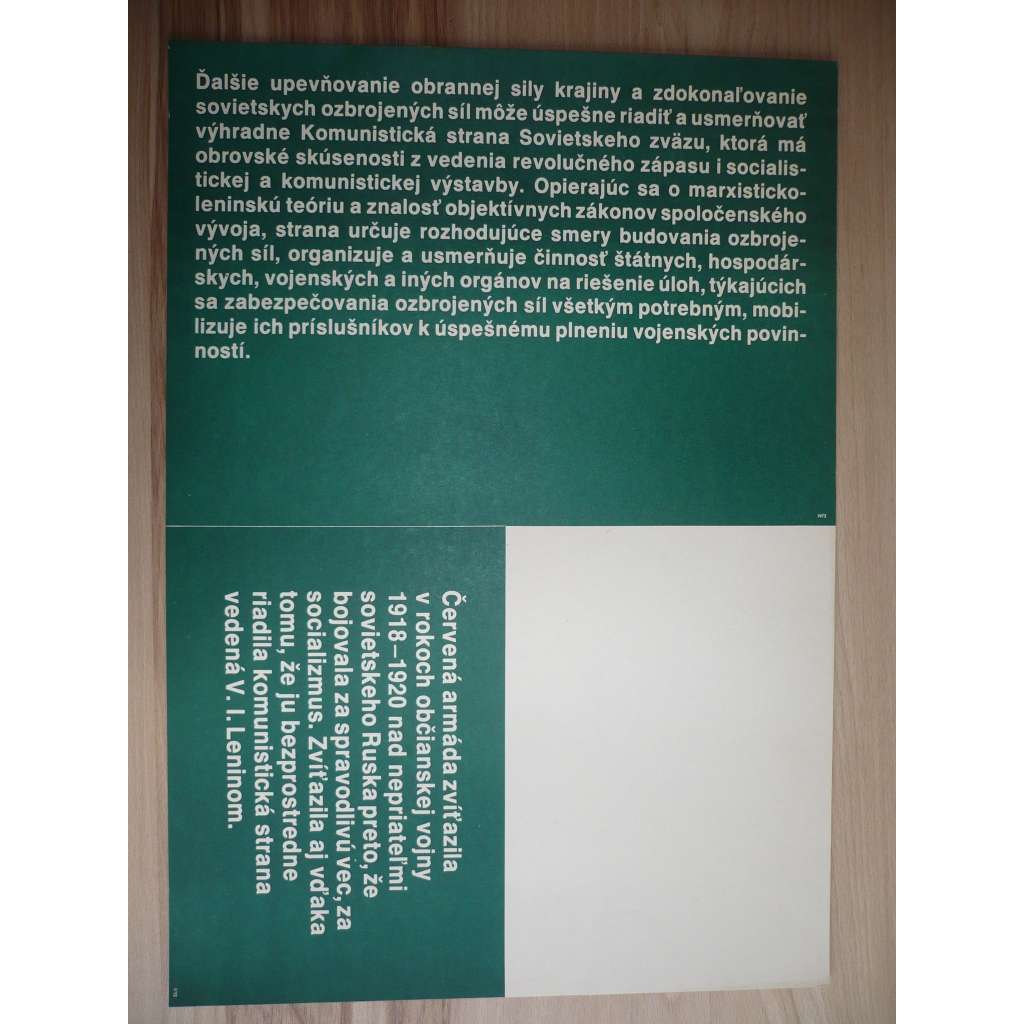 Ďalšie upevňovanie obrannej sily krajiny a zdokonaľovanie
sovietskych ozbrojených síl môže úspešne riadiť a usmerňovať
výhradne Komunistická strana Sovietskeho zväzu, ktorá má
obrovské skúsenosti z vedenia revolučného zápasu i socialis-
tickej a komunistickej výstavby. Opierajúc sa o marxisticko-
leninskú teóriu a znalosť objektívnych zákonov spoločenského
vývoja, strana určuje rozhodujúce smery budovania ozbroje-
ných síl, organizuje a usmerňuje činnosť štátnych, hospodár-
skych, vojenských a iných orgánov na riešenie úloh, týkajúcich
sa zabezpečovania ozbrojených síl všetkým potrebným, mobi-
lizuje ich príslušníkov k úspešnému plneniu vojenských povin-
ností.
Červená armáda zvíťazila
v rokoch občianskej vojny
1918–1920 nad nepriateľmi
sovietskeho Ruska preto, že
bojovala za spravodlivú vec, za
socializmus. Zvíťazila aj vďaka
tomu, že ju bezprostredne
riadila komunistická strana
vedená V. I. Leninom.